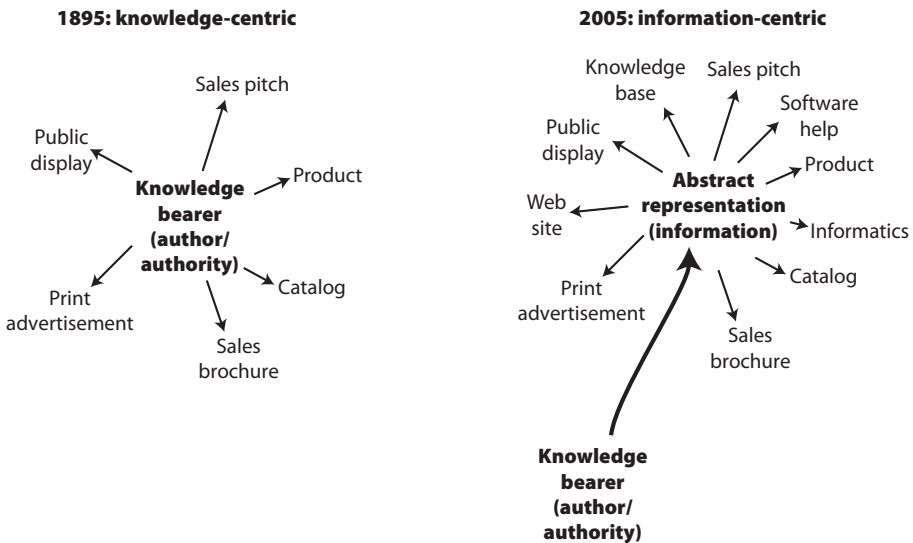 1895: knowledge-centric
Sales pitch
Public
display
Product
Knowledge
bearer
(author/
authority)
Catalog
Print
advertisement
Sales
brochure
2005: information-centric
Knowledge
base
Sales pitch
Software
help
Public
display
Product
Abstract
representation
(information)
Web
site
Informatics
Catalog
Print
advertisement
Sales
brochure
Knowledge
bearer
(author/
authority)